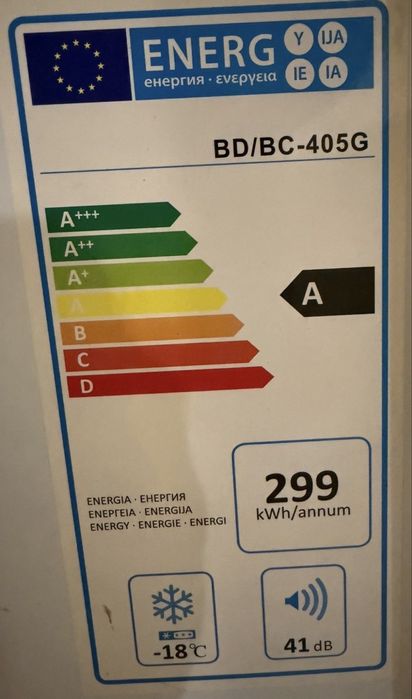 ENERG Y IJA
енергия · ενεργεια IE IA
BD/BC-405G
A+++
A++
A+
A
A
B
C
D
299
kWh/annum
ENERGIA · ЕНЕРГИЯ
ΕΝΕΡΓΕΙΑ · ENERGIJA
ENERGY · ENERGIE · ENERGI
-18℃
41 dB